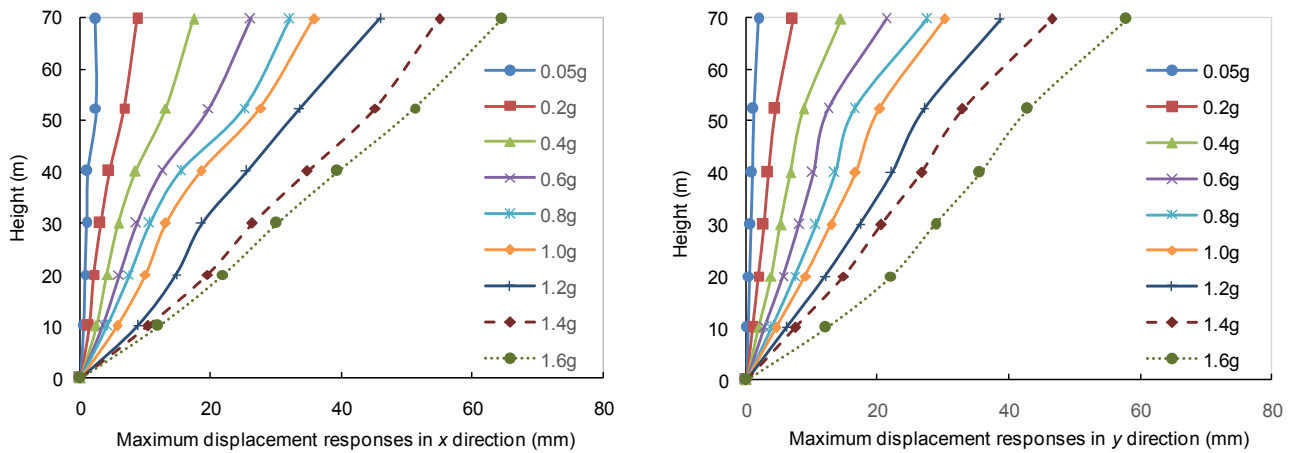 70
70
50
40
30
20
10
0
Height (m)
0.05g
0.2g
0.4g
0.6g
0.8g
1.0g
1.2g
1.4g
1.6g
0 20 40 60 80
Maximum displacement responses in x direction (mm)
70
70
50
40
30
20
10
0
Height (m)
0.05g
0.2g
0.4g
0.6g
0.8g
1.0g
1.2g
1.4g
1.6g
0 20 40 60 80
Maximum displacement responses in y direction (mm)